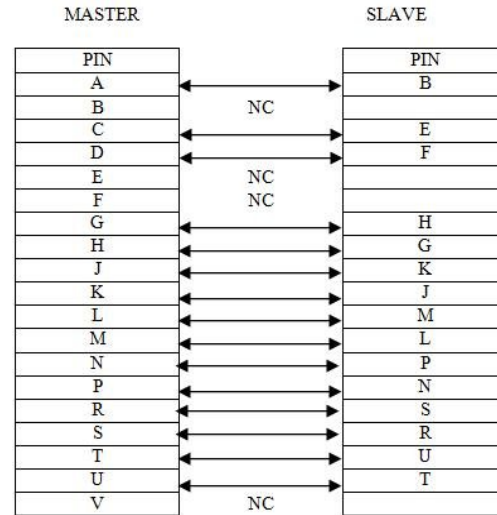 MASTER SLAVE
PIN PIN
A B
B NC
C E
D F
E NC
F NC
G H
H G
J K
K J
L M
M L
N P
P N
R S
S R
T U
U T
V NC